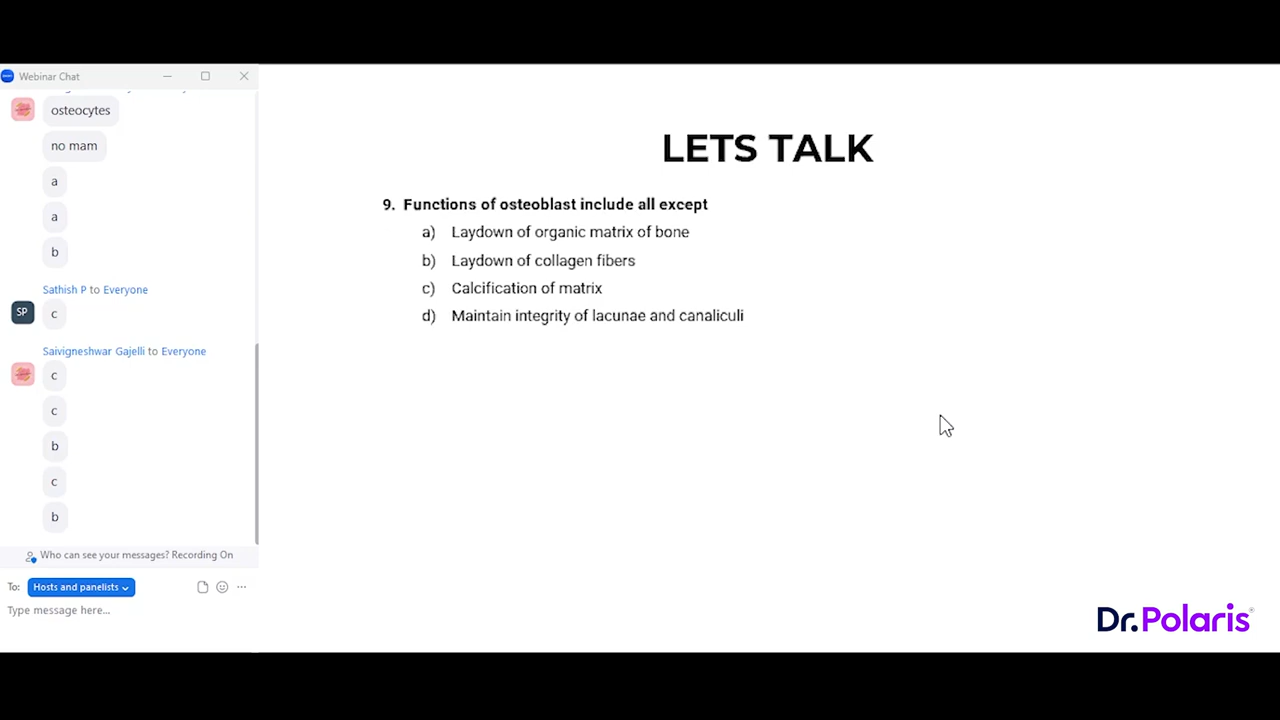 Webinar Chat
osteocytes
no mam
a
a
b
Sathish P to Everyone
SP
c
Saivigneshwar Gajelli to Everyone
c
c
b
c
b
Who can see your messages? Recording On
To: Hosts and panelists
Type message here...
LETS TALK
9. Functions of osteoblast include all except
a) Laydown of organic matrix of bone
b) Laydown of collagen fibers
c) Calcification of matrix
d) Maintain integrity of lacunae and canaliculi
Dr.Polaris